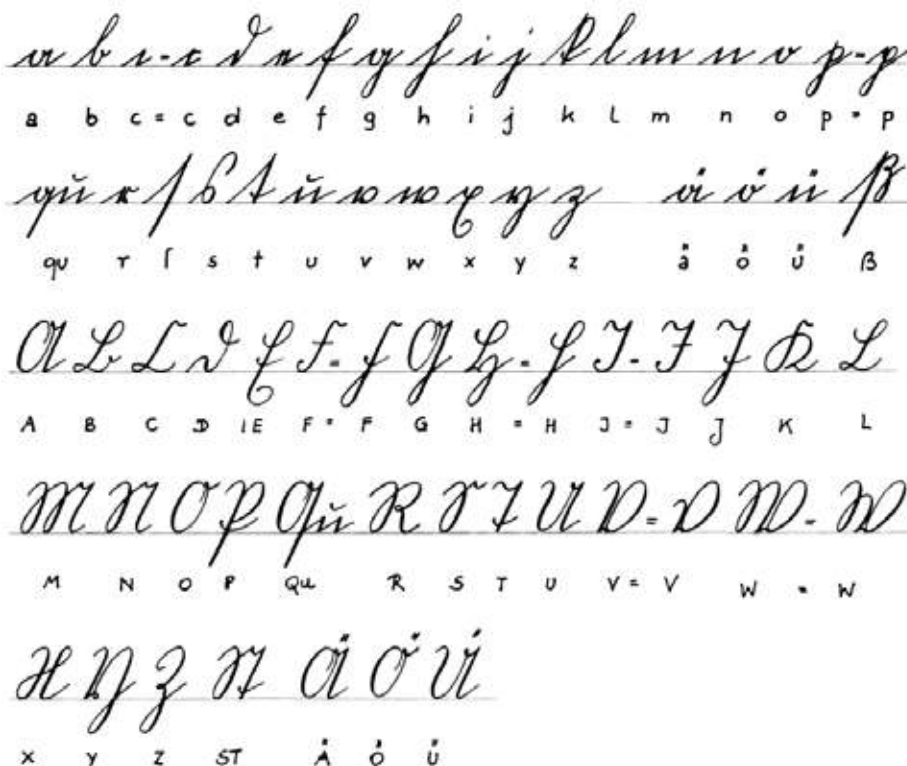 a b c - c d e f g h i j k l m n o p - p
a b c = c d e f g h i j k l m n o p = p
qu r ſ s t u v w x y z ä ö ü ß
qu r ſ s t u v w x y z ä ö ü ß
A B C D E F = F G H = H I - I J K L
A B C D E F = F G H = H J = J J K L
M N O P Qu R S T U V = V W - W
M N O P Qu R S T U V = V W = W
X Y Z St Ä Ö Ü
X Y Z ST Ä Ö Ü